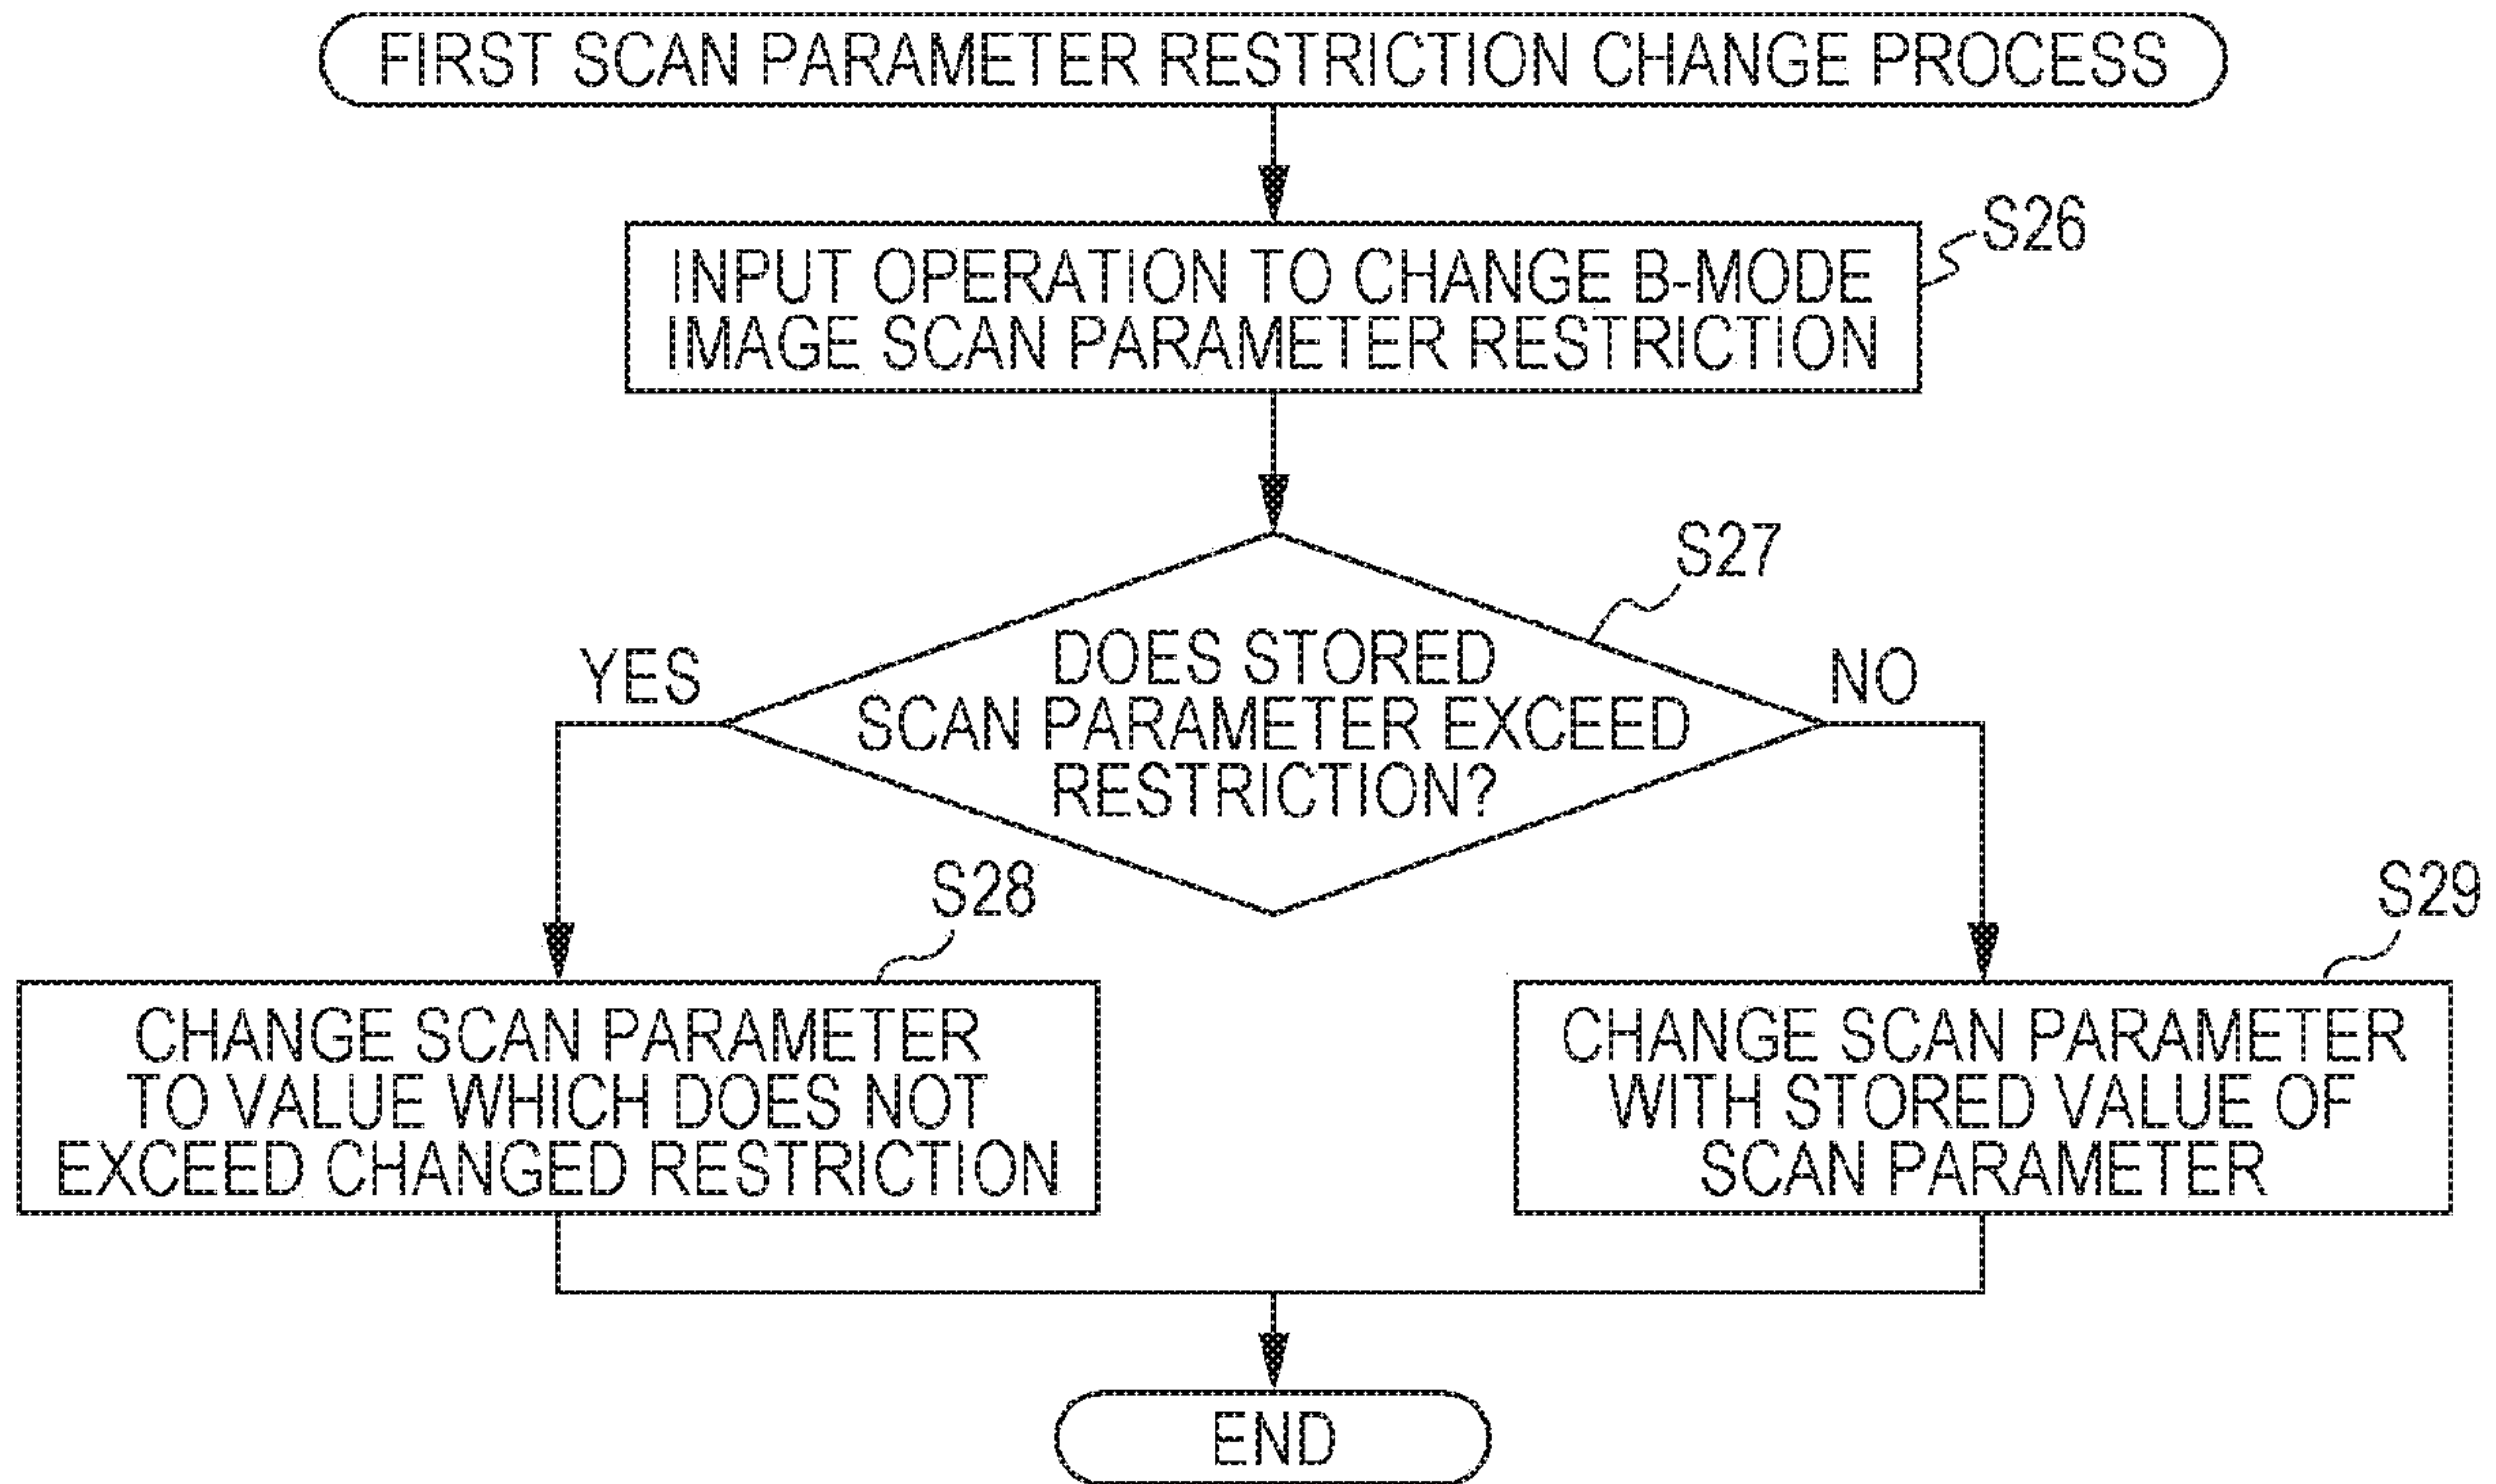 FIRST SCAN PARAMETER RESTRICTION CHANGE PROCESS
S26
INPUT OPERATION TO CHANGE B-MODE
IMAGE SCAN PARAMETER RESTRICTION
S27
DOES STORED
SCAN PARAMETER EXCEED
RESTRICTION?
YES
NO
S28
CHANGE SCAN PARAMETER
TO VALUE WHICH DOES NOT
EXCEED CHANGED RESTRICTION
S29
CHANGE SCAN PARAMETER
WITH STORED VALUE OF
SCAN PARAMETER
END